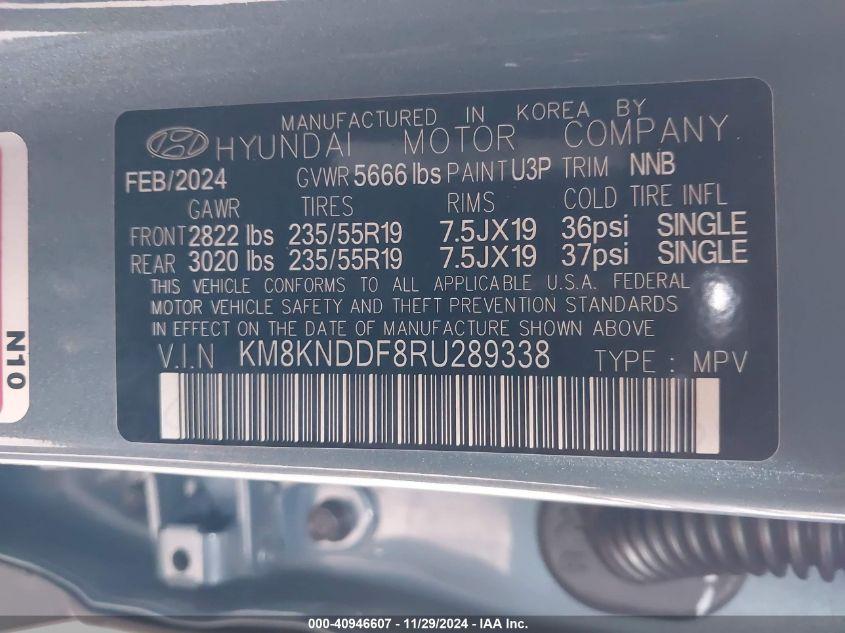 MANUFACTURED IN KOREA BY
HYUNDAI MOTOR COMPANY
FEB/2024 GVWR 5666 lbs PAINT U3P TRIM NNB
GAWR TIRES RIMS COLD TIRE INFL
FRONT 2822 lbs 235/55R19 7.5JX19 36psi SINGLE
REAR 3020 lbs 235/55R19 7.5JX19 37psi SINGLE
THIS VEHICLE CONFORMS TO ALL APPLICABLE U.S.A. FEDERAL
MOTOR VEHICLE SAFETY AND THEFT PREVENTION STANDARDS
IN EFFECT ON THE DATE OF MANUFACTURE SHOWN ABOVE
V.I.N KM8KNDDF8RU289338 TYPE : MPV
N10
000-40946607 - 11/29/2024 - IAA Inc.